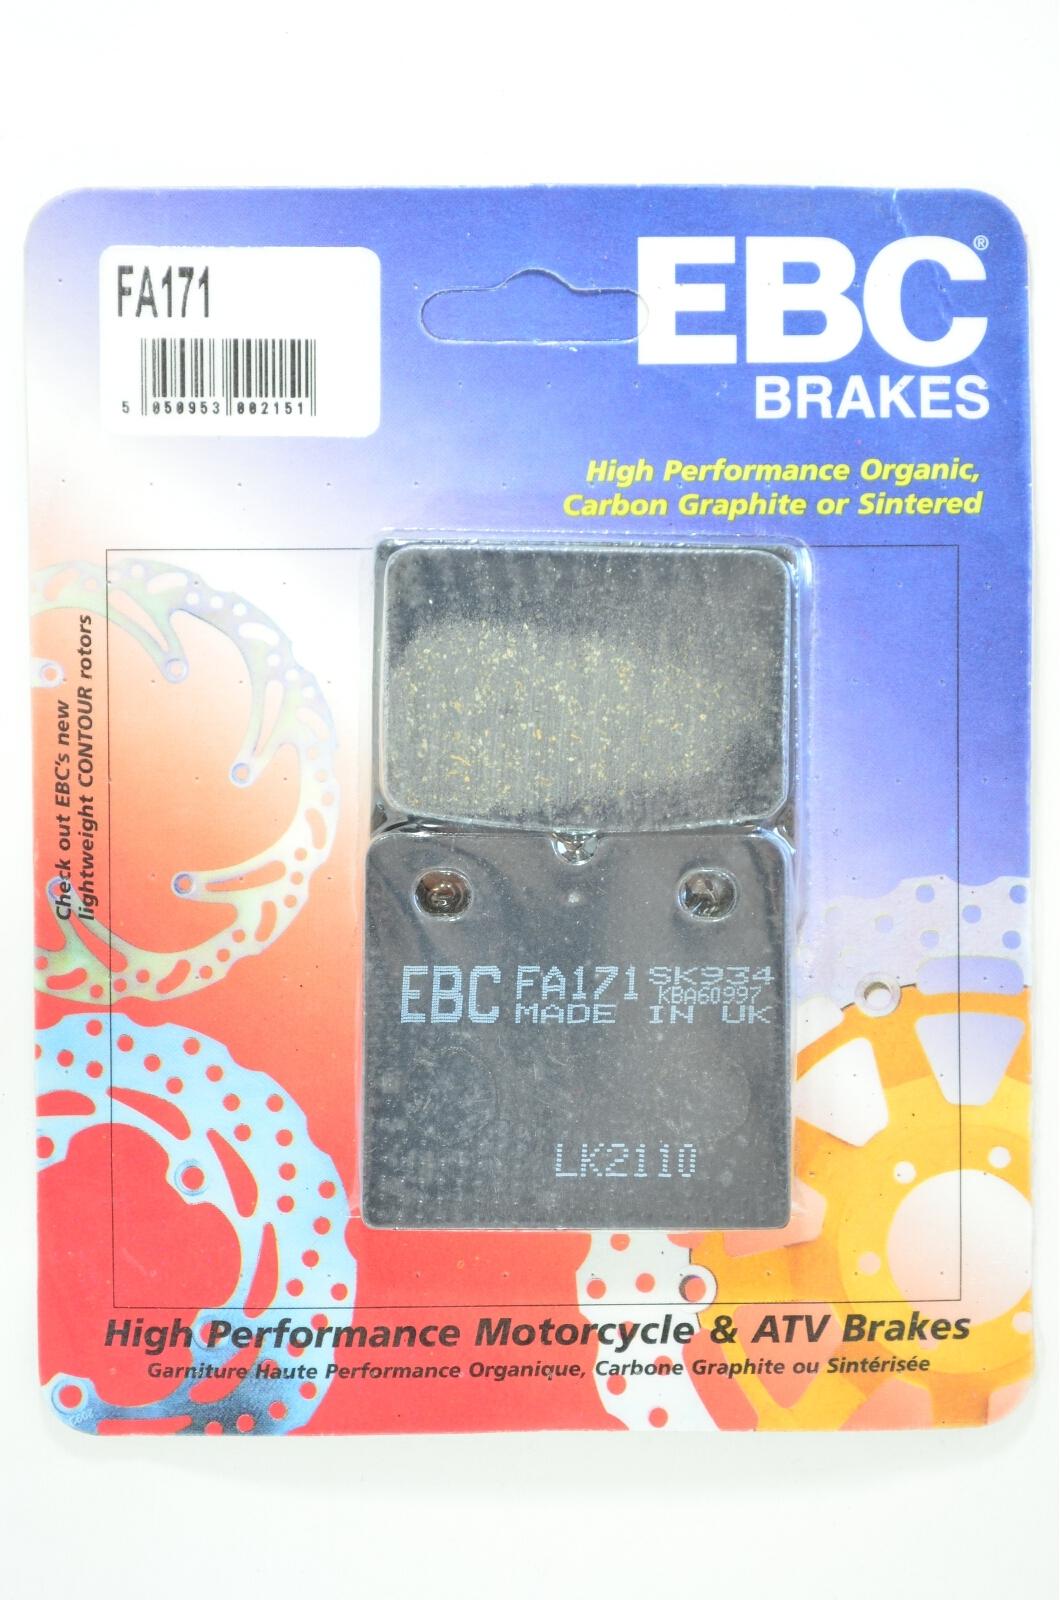 FA171
5 050953 002151
EBC®
BRAKES
High Performance Organic,
Carbon Graphite or Sintered
Check out EBC's new
lightweight CONTOUR rotors
EBC FA171 SK934
KBA60997
MADE IN UK
LK2110
High Performance Motorcycle & ATV Brakes
Garniture Haute Performance Organique, Carbone Graphite ou Sintérisée